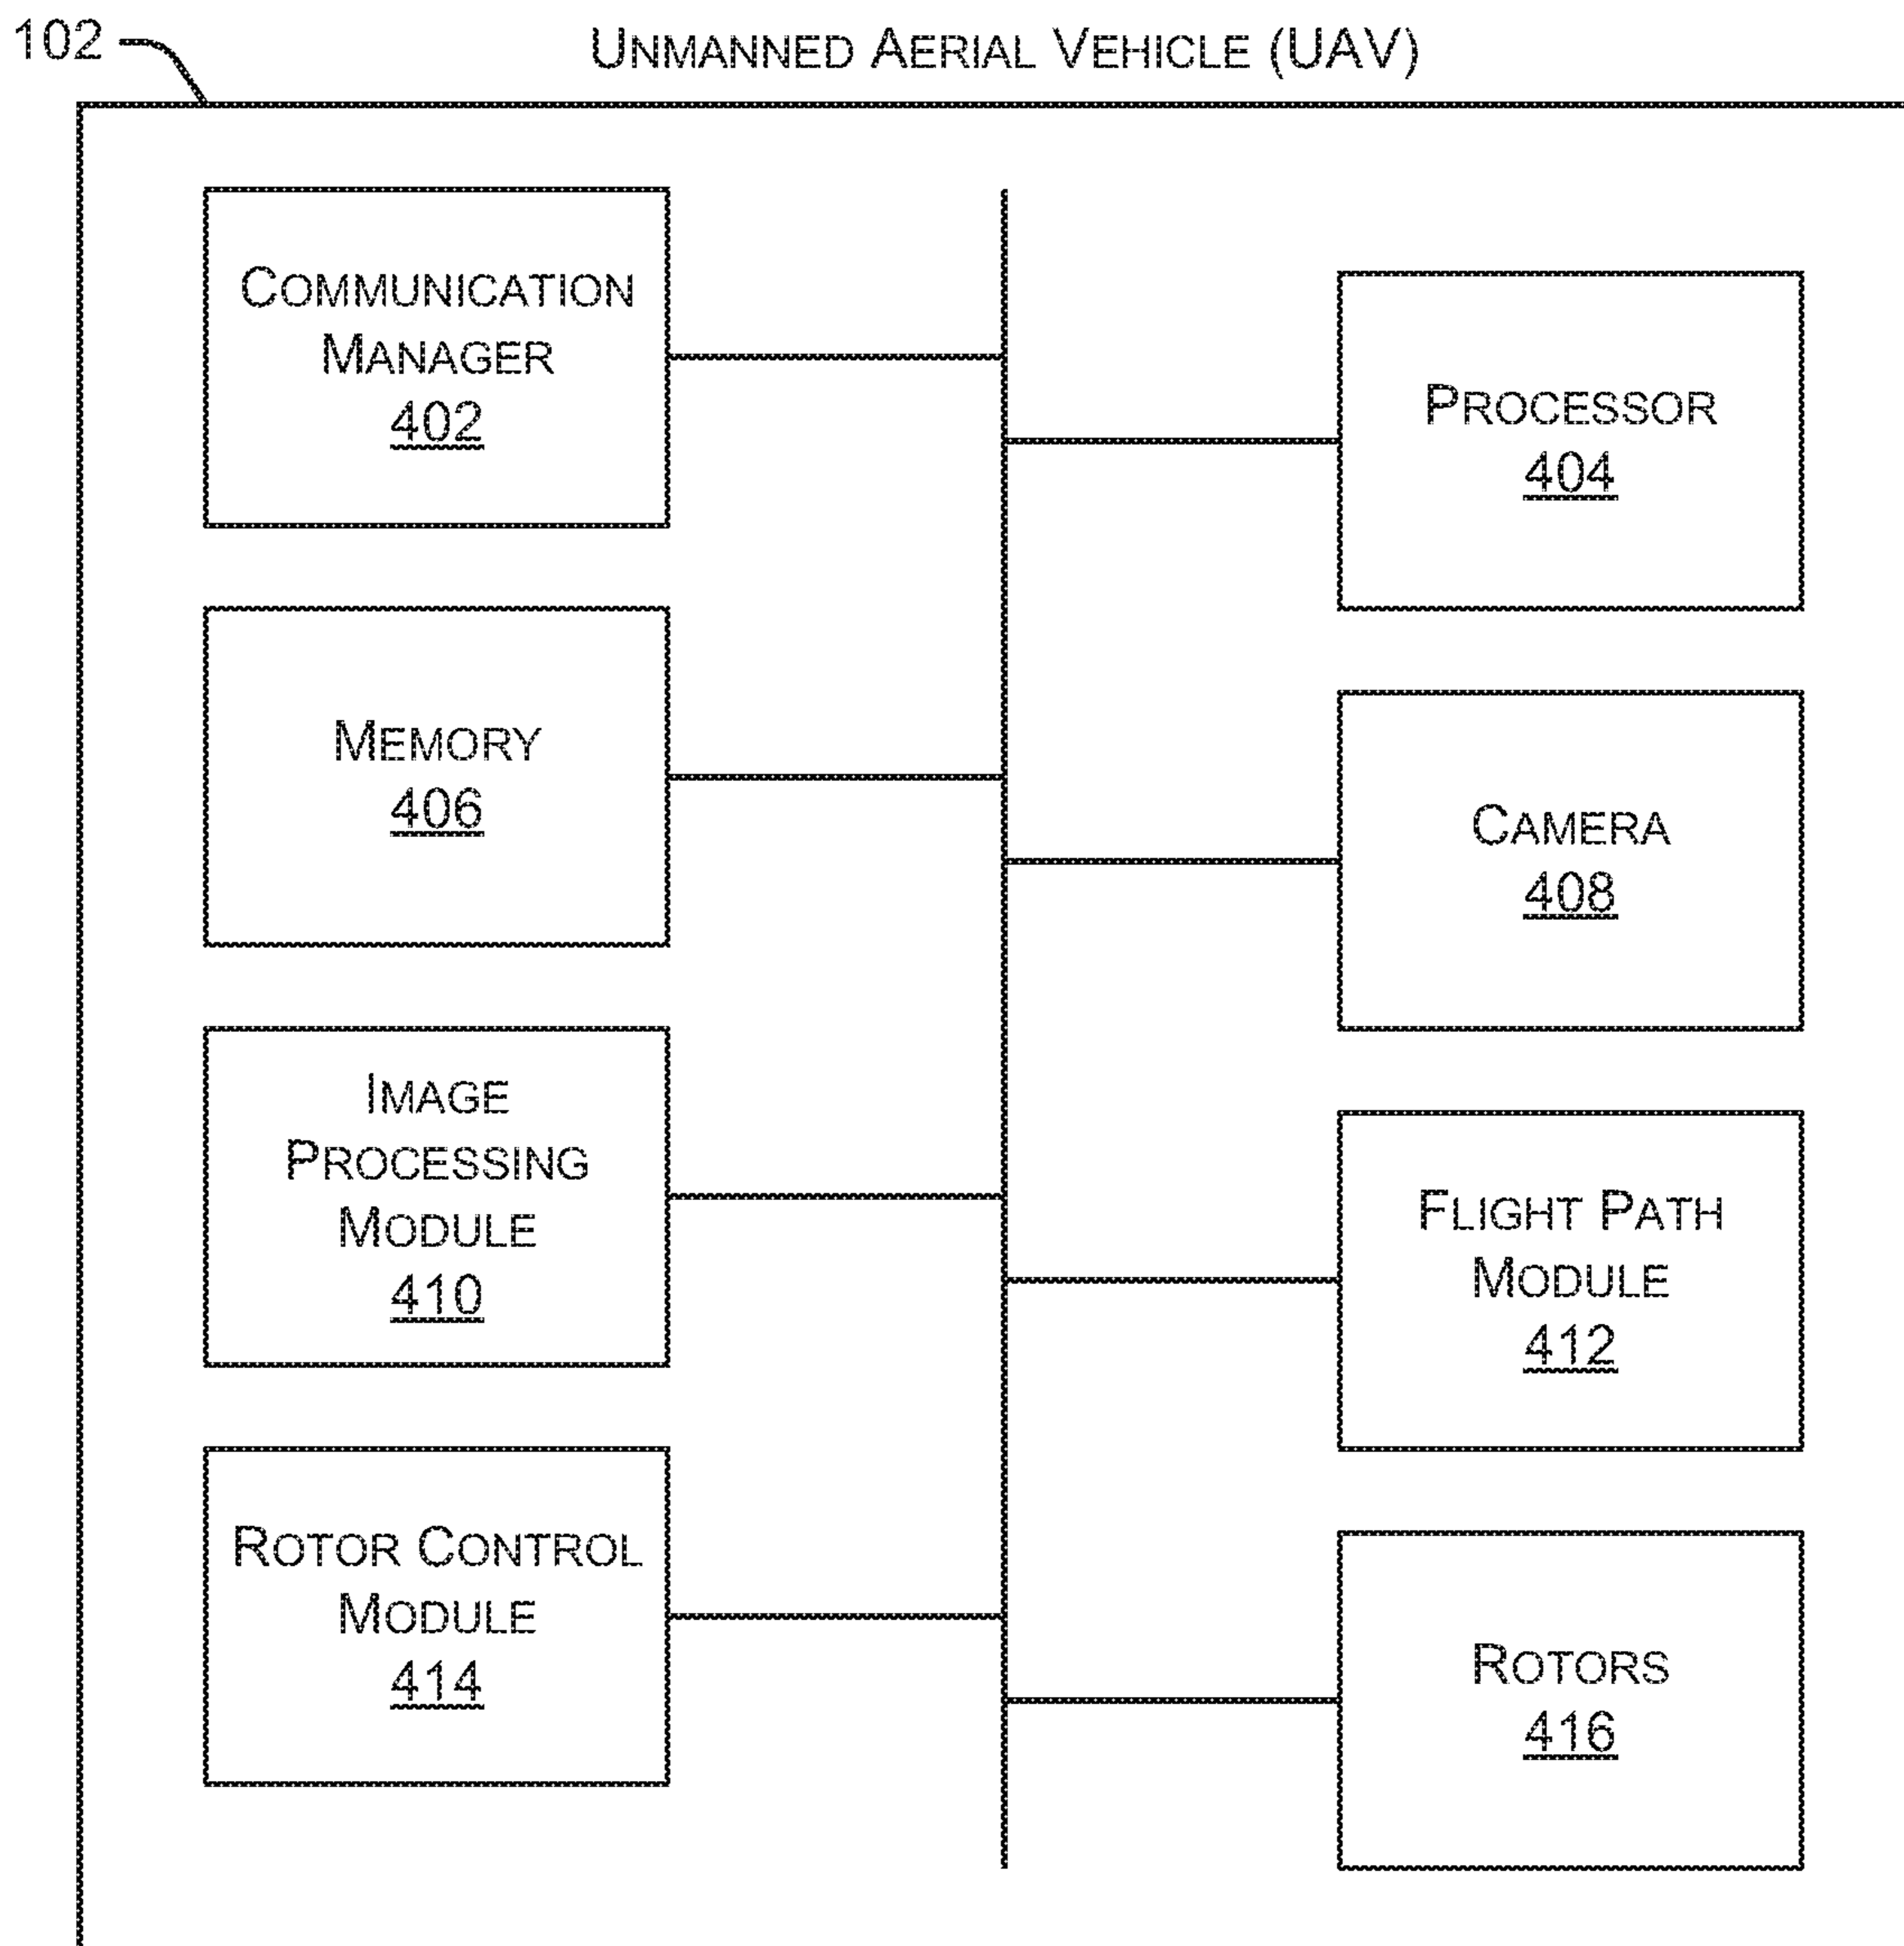 102
UNMANNED AERIAL VEHICLE (UAV)
COMMUNICATION
MANAGER
402
PROCESSOR
404
MEMORY
406
CAMERA
408
IMAGE
PROCESSING
MODULE
410
FLIGHT PATH
MODULE
412
ROTOR CONTROL
MODULE
414
ROTORS
416